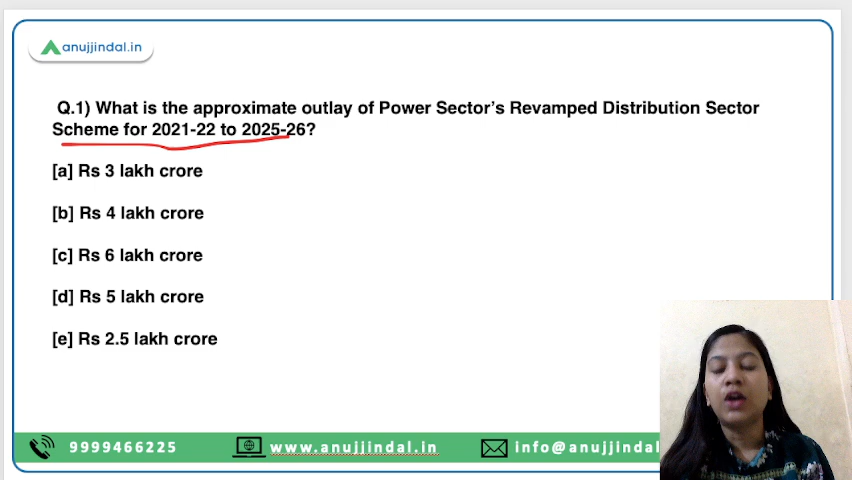 anujjindal.in
Q.1) What is the approximate outlay of Power Sector’s Revamped Distribution Sector
Scheme for 2021-22 to 2025-26?
[a] Rs 3 lakh crore
[b] Rs 4 lakh crore
[c] Rs 6 lakh crore
[d] Rs 5 lakh crore
[e] Rs 2.5 lakh crore
9999466225 www.anujjindal.in info@anujjindal